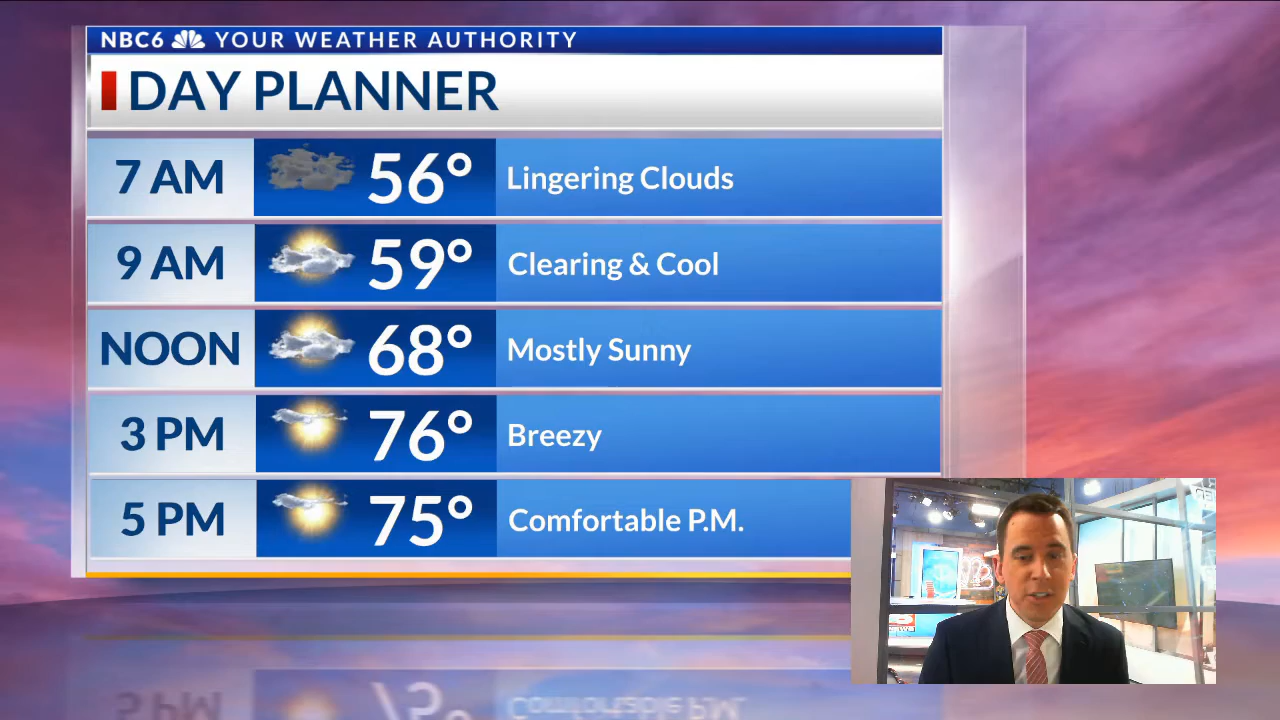 NBC6 YOUR WEATHER AUTHORITY
DAY PLANNER
7 AM 56° Lingering Clouds
9 AM 59° Clearing & Cool
NOON 68° Mostly Sunny
3 PM 76° Breezy
5 PM 75° Comfortable P.M.